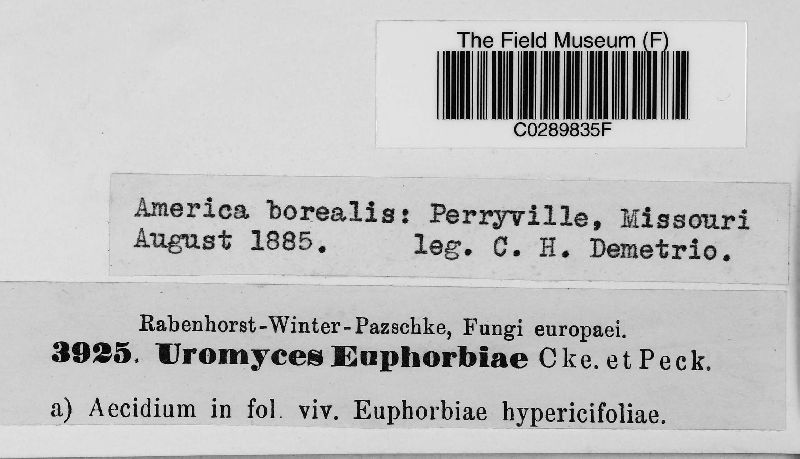 The Field Museum (F)
C0289835F
America borealis: Perryville, Missouri
August 1885. leg. C. H. Demetrio.
Rabenhorst-Winter-Pazschke, Fungi europaei.
3925. Uromyces Euphorbiae Cke. et Peck.
a) Aecidium in fol. viv. Euphorbiae hypericifoliae.